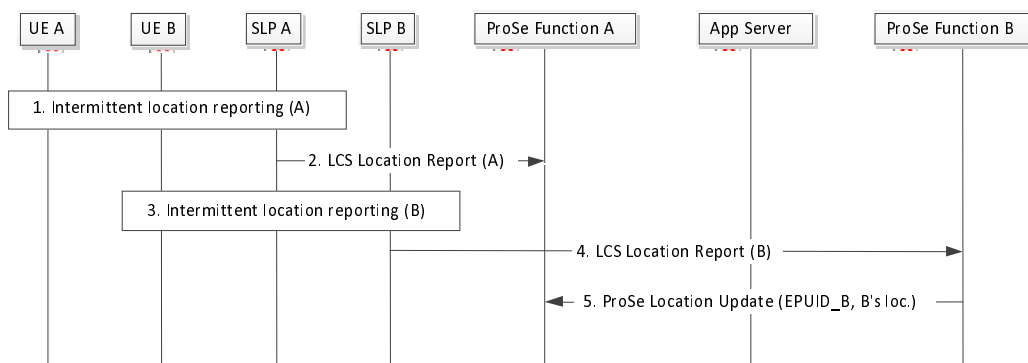 UE A
UE B
SLP A
SLP B
ProSe Function A
App Server
ProSe Function B
1. Intermittent location reporting (A)
2. LCS Location Report (A)
3. Intermittent location reporting (B)
4. LCS Location Report (B)
5. ProSe Location Update (EPUID_B, B's loc.)